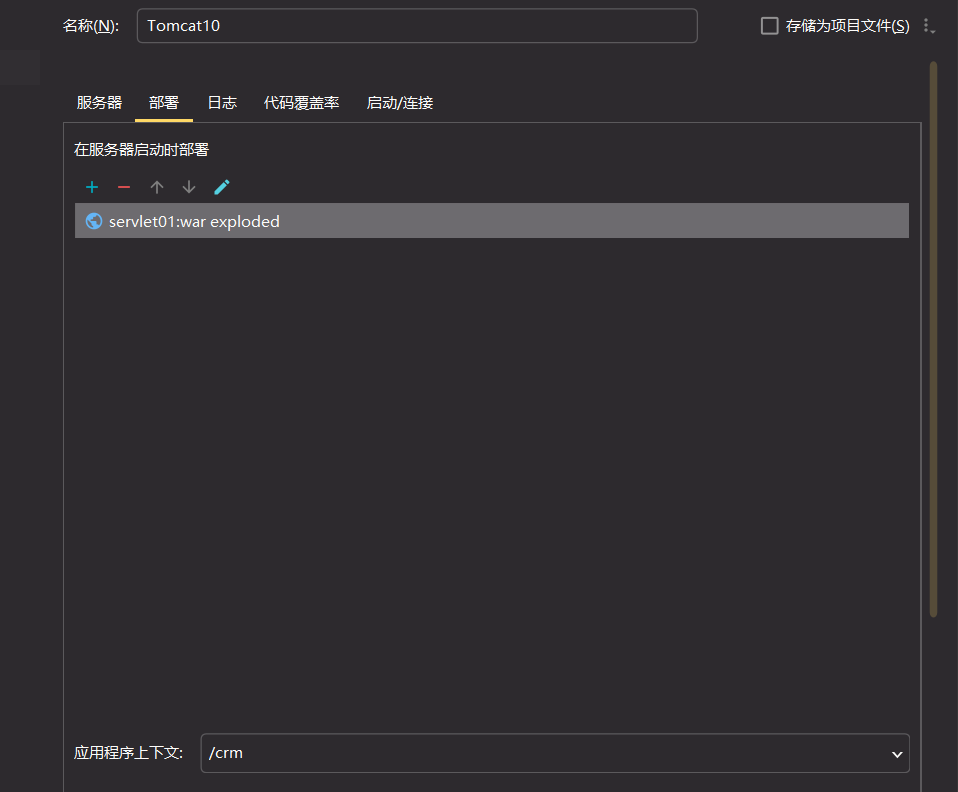 名称(N): Tomcat10 存储为项目文件(S)
服务器 部署 日志 代码覆盖率 启动/连接
在服务器启动时部署
servlet01:war exploded
应用程序上下文: /crm